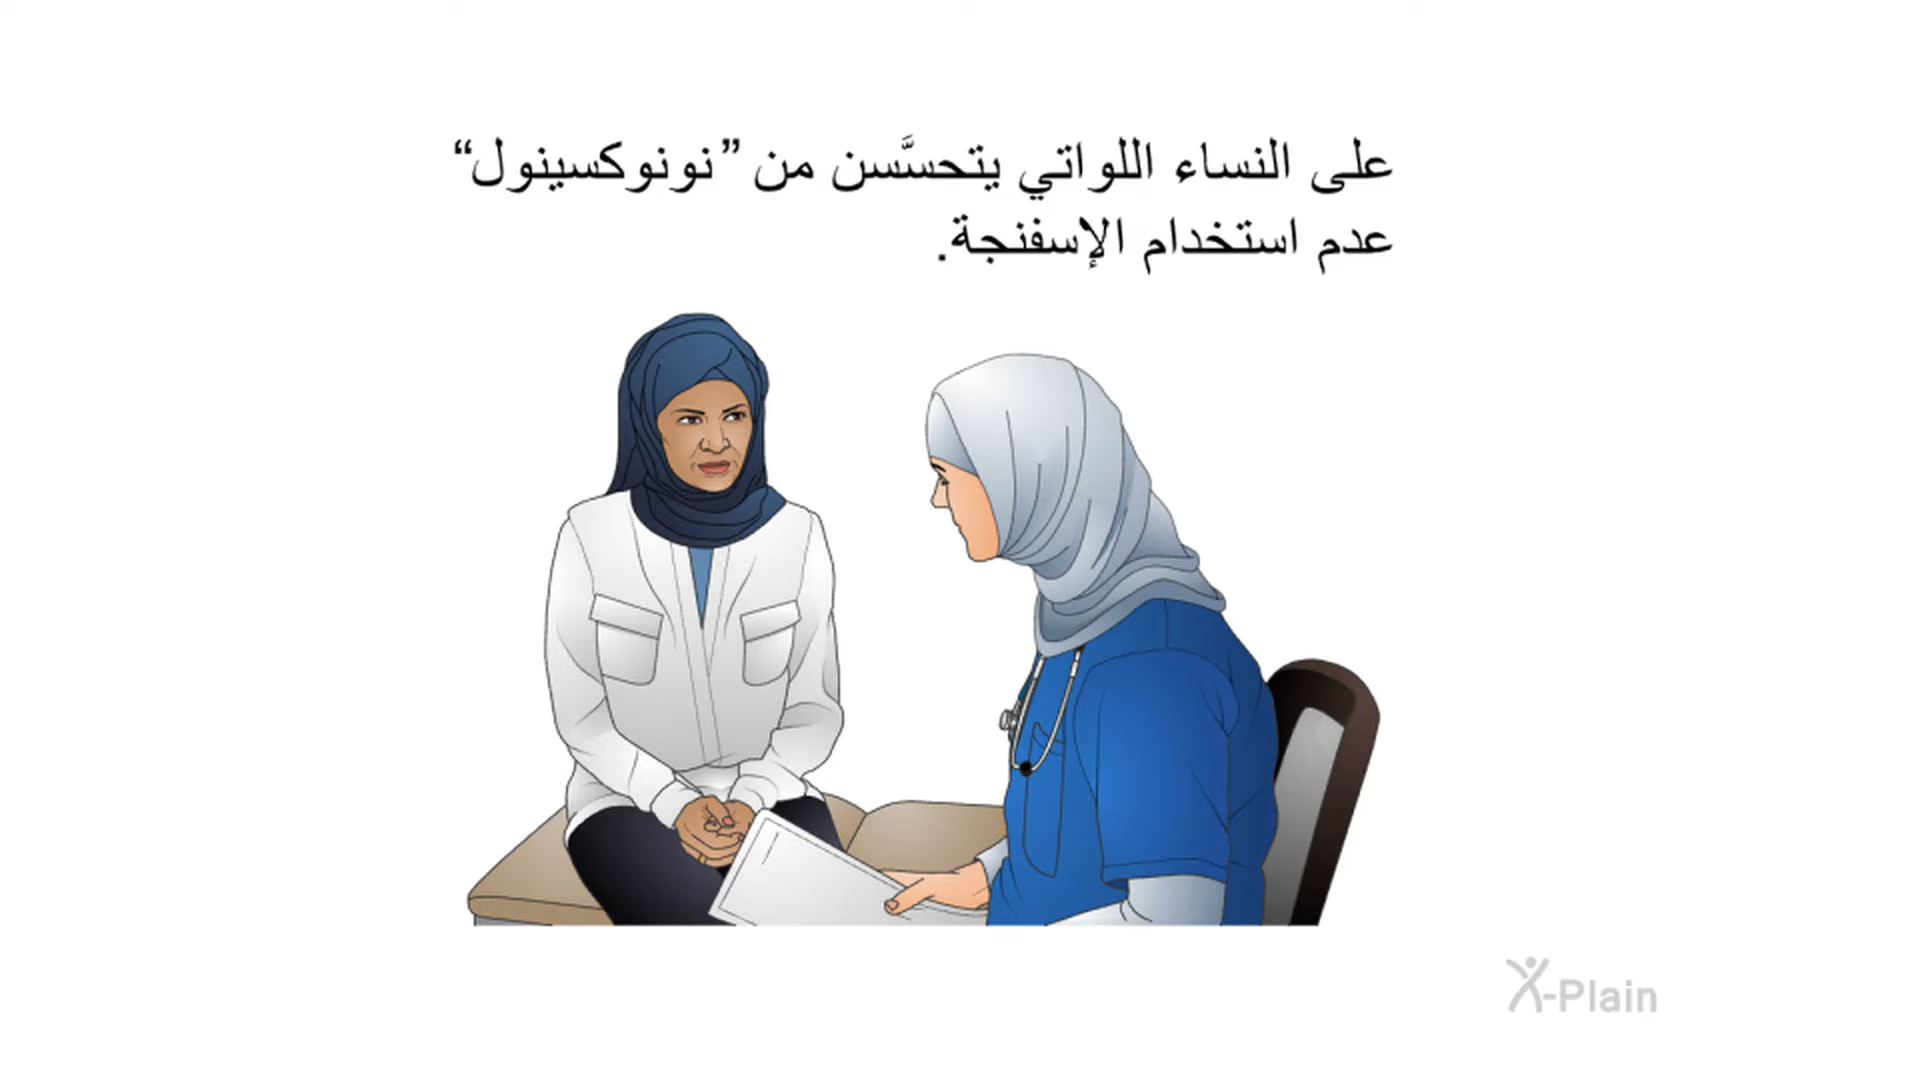 على النساء اللواتي يتحسَّسن من ”نونوكسينول“
عدم استخدام الإسفنجة.
X-Plain